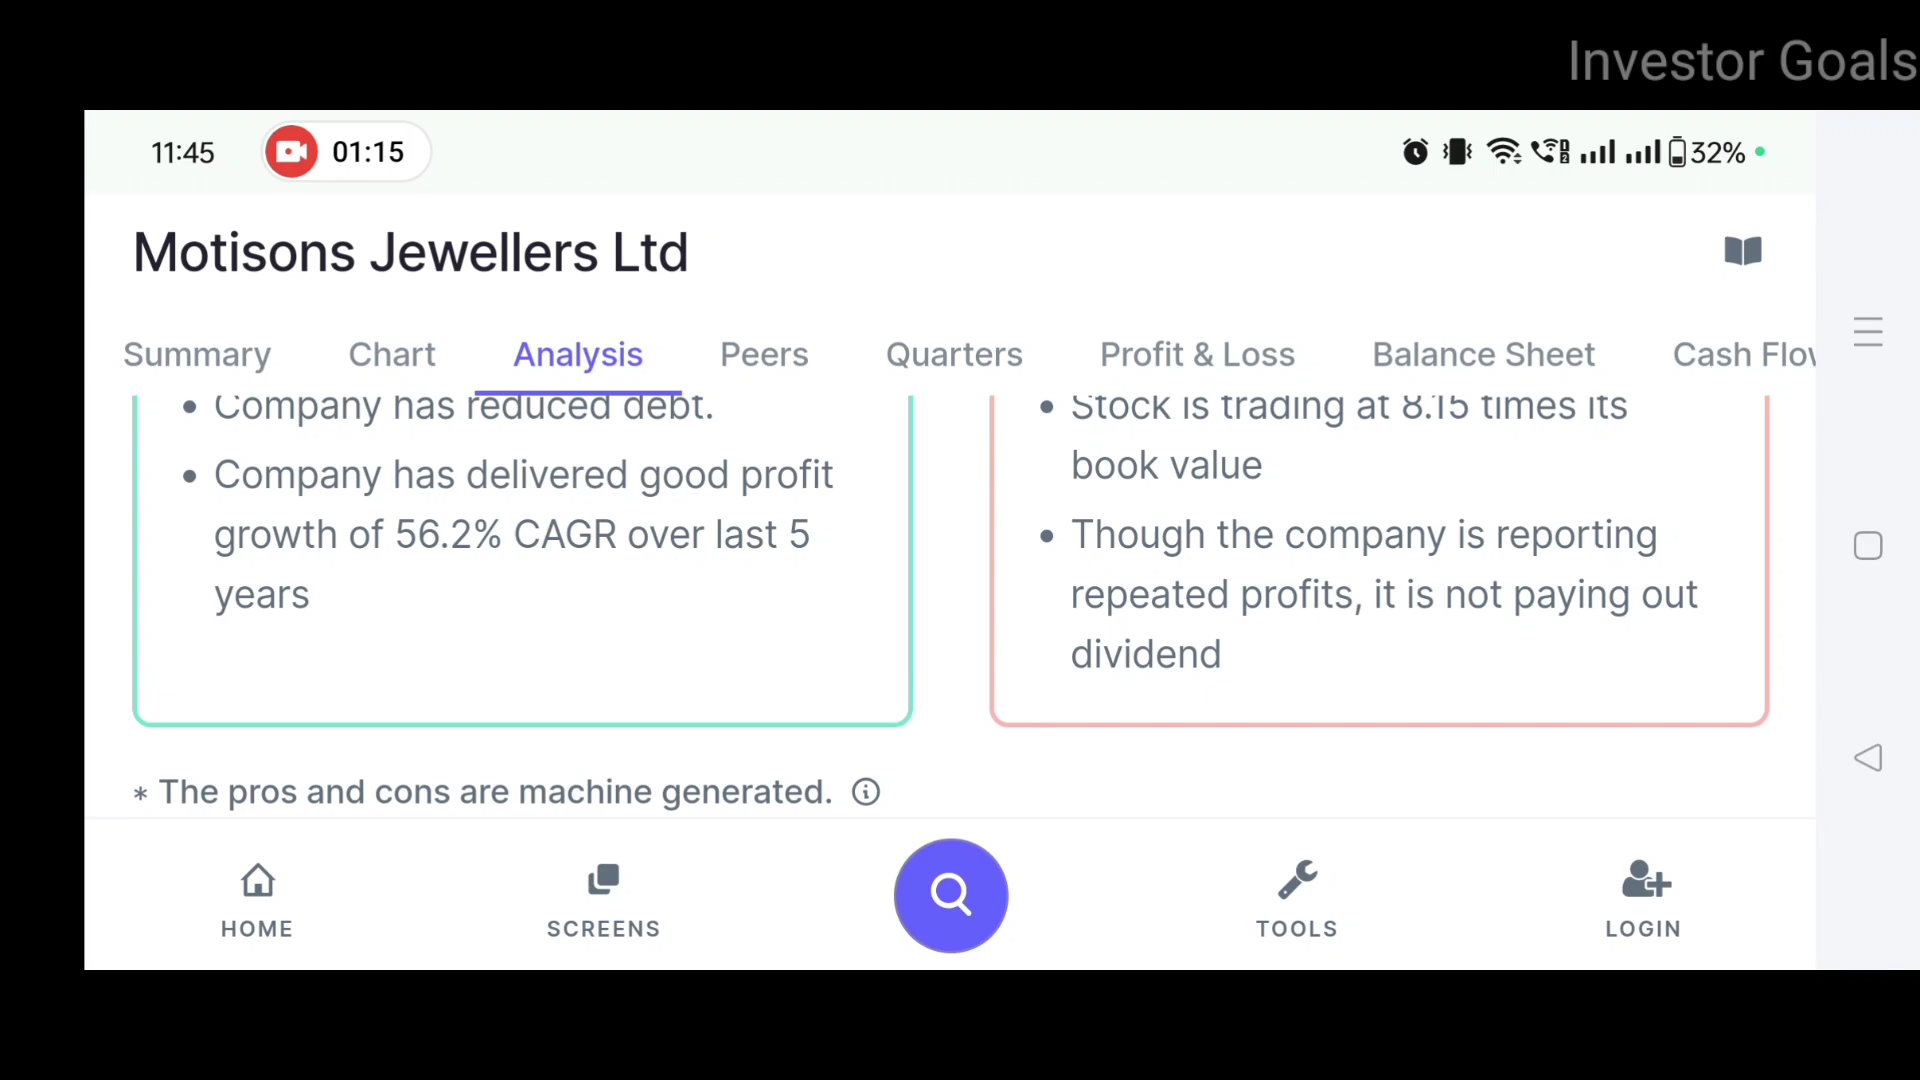 Investor Goals
11:45
01:15
32%
Motisons Jewellers Ltd
Summary Chart Analysis Peers Quarters Profit & Loss Balance Sheet Cash Flow
• Company has reduced debt.
• Company has delivered good profit
growth of 56.2% CAGR over last 5
years
• Stock is trading at 8.15 times its
book value
• Though the company is reporting
repeated profits, it is not paying out
dividend
* The pros and cons are machine generated.
HOME SCREENS TOOLS LOGIN